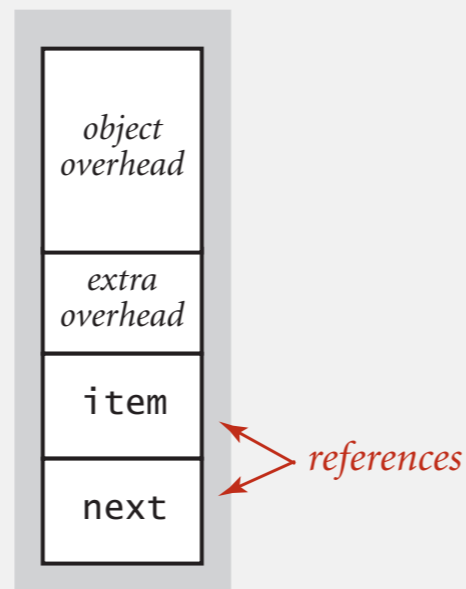 object
overhead
extra
overhead
item
references
next